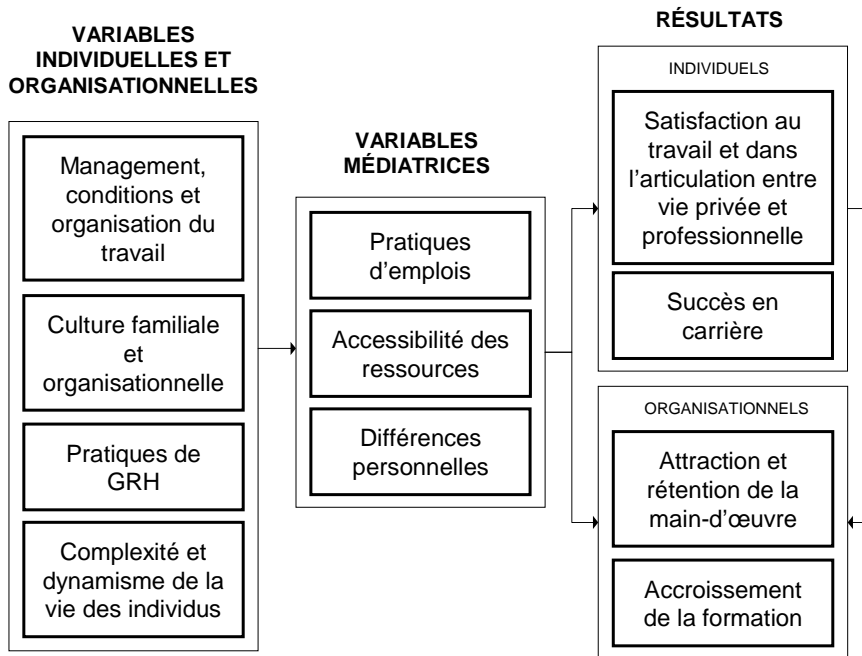 VARIABLES
INDIVIDUELLES ET
ORGANISATIONNELLES
Management,
conditions et
organisation du
travail
Culture familiale
et
organisationnelle
Pratiques de
GRH
Complexité et
dynamisme de la
vie des individus
VARIABLES
MÉDIATRICES
Pratiques
d’emplois
Accessibilité des
ressources
Différences
personnelles
RÉSULTATS
INDIVIDUELS
Satisfaction au
travail et dans
l’articulation entre
vie privée et
professionnelle
Succès en
carrière
ORGANISATIONNELS
Attraction et
rétention de la
main-d’œuvre
Accroissement
de la formation